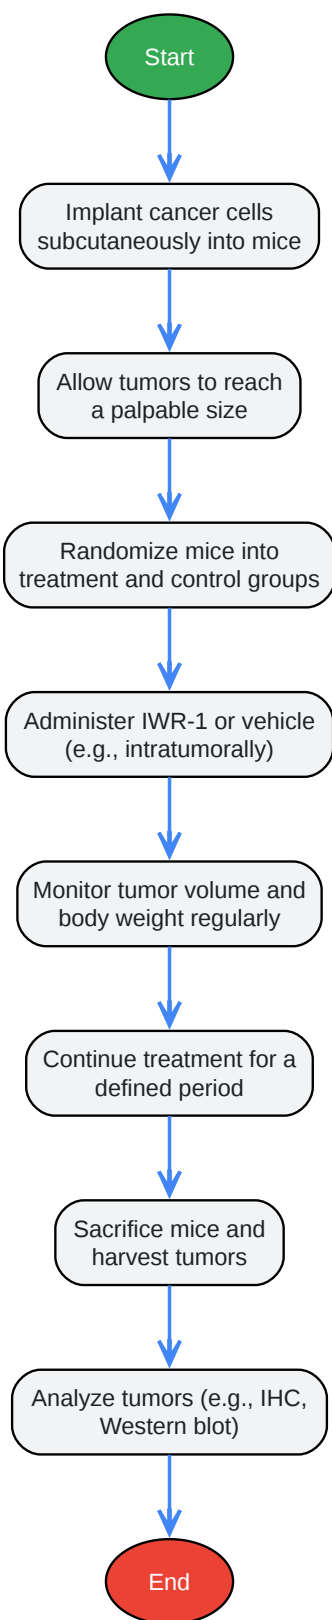 Start
Implant cancer cells
subcutaneously into mice
Allow tumors to reach
a palpable size
Randomize mice into
treatment and control groups
Administer IWR-1 or vehicle
(e.g., intratumorally)
Monitor tumor volume and
body weight regularly
Continue treatment for a
defined period
Sacrifice mice and
harvest tumors
Analyze tumors (e.g., IHC,
Western blot)
End